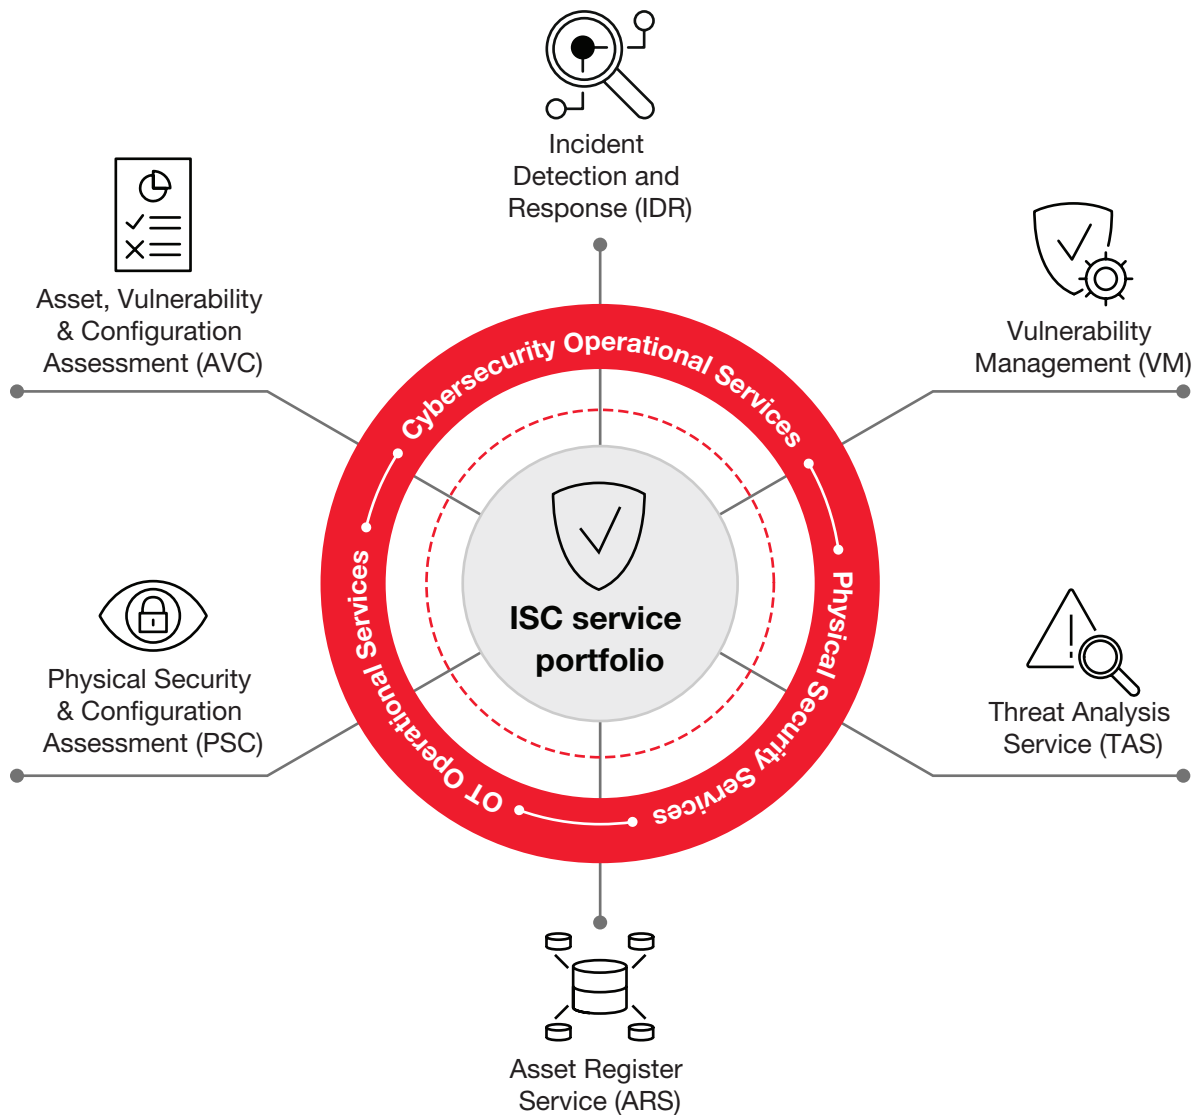 Incident
Detection and
Response (IDR)
Asset, Vulnerability
& Configuration
Assessment (AVC)
Vulnerability
Management (VM)
Cybersecurity Operational Services
Physical Security Services
OT Operational Services
ISC service
portfolio
Physical Security
& Configuration
Assessment (PSC)
Threat Analysis
Service (TAS)
Asset Register
Service (ARS)